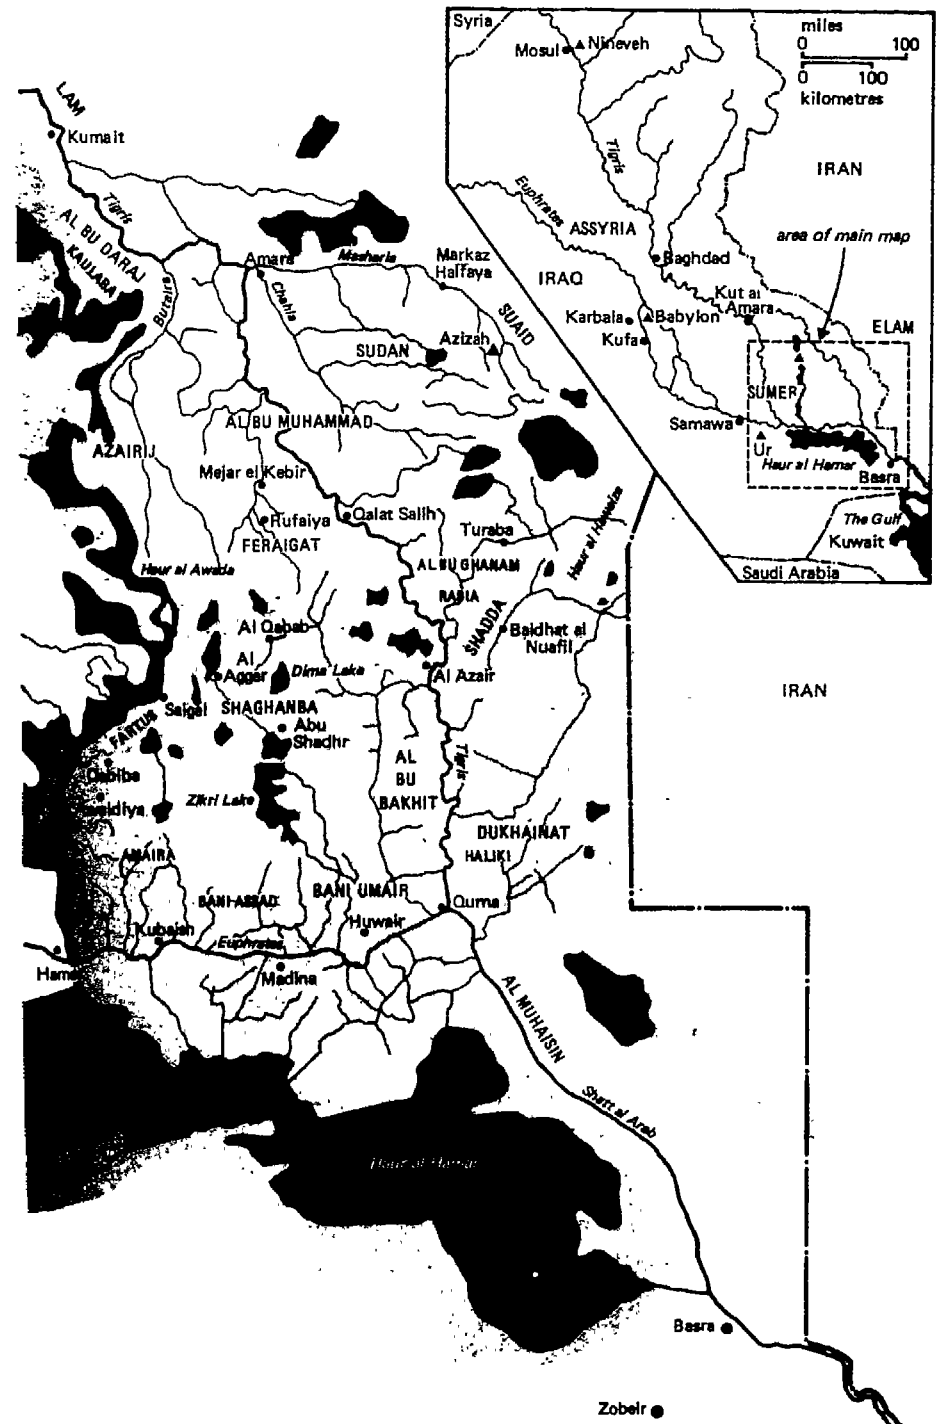 Syria
miles
0 100
0 100
kilometres
Mosul
Nineveh
Tigris
IRAN
Euphrates
ASSYRIA
area of main map
IRAQ
Baghdad
Kut al
Amara
Karbala
Babylon
Kufa
ELAM
SUMER
Samawa
Ur
Haur al Hamar
Basra
The Gulf
Kuwait
Saudi Arabia
LAM
Kumait
Tigris
AL BU DARAJ
KAULABA
Butaira
Amara
Masharia
Markaz
Halfaya
Chahla
SUAID
Azizah
SUDAN
AL BU MUHAMMAD
AZAIRIJ
Mejar el Kebir
Rufaiya
FERAIGAT
Qalat Salih
Turaba
Haur al Hawaiza
AL BU GHANAM
Haur al Awada
RABIA
SHADDA
Al Qabab
Baidhat al
Nuafil
Al
Aggar
Dima Lake
Al Azair
IRAN
Saigal
SHAGHANBA
FARTUS
Abu
Shadhr
AL
BU
BAKHIT
Tigris
Qabiba
Zikri Lake
DUKHAINAT
HALIKI
AMAIRA
BANI ASSAD
BANI UMAIR
Qurna
Kubaish
Huwair
Euphrates
Madina
AL MUHAISIN
Shatt al Arab
Haur al Hamar
Basra
Zobeir